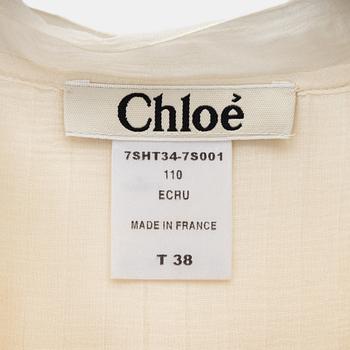 Chloé
7SHT34-7S001
110
ECRU
MADE IN FRANCE
T 38